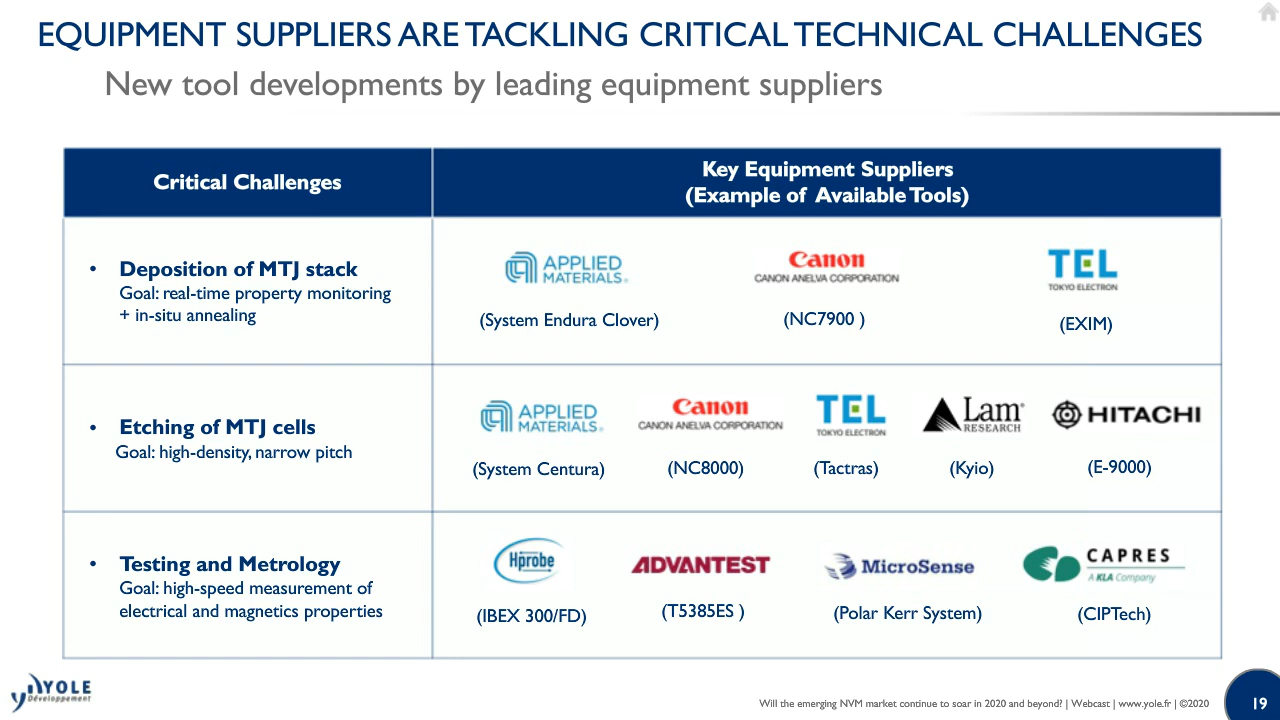 EQUIPMENT SUPPLIERS ARE TACKLING CRITICAL TECHNICAL CHALLENGES
New tool developments by leading equipment suppliers
Critical Challenges
Key Equipment Suppliers
(Example of Available Tools)
• Deposition of MTJ stack
Goal: real-time property monitoring
+ in-situ annealing
APPLIED
MATERIALS®
(System Endura Clover)
Canon
CANON ANELVA CORPORATION
(NC7900 )
TEL
TOKYO ELECTRON
(EXIM)
• Etching of MTJ cells
Goal: high-density, narrow pitch
APPLIED
MATERIALS®
(System Centura)
Canon
CANON ANELVA CORPORATION
(NC8000)
TEL
TOKYO ELECTRON
(Tactras)
Lam®
RESEARCH
(Kyio)
HITACHI
(E-9000)
• Testing and Metrology
Goal: high-speed measurement of
electrical and magnetics properties
Hprobe
(IBEX 300/FD)
ADVANTEST
(T5385ES )
MicroSense
(Polar Kerr System)
CAPRES
A KLA Company
(CIPTech)
YOLE
Développement
Will the emerging NVM market continue to soar in 2020 and beyond? | Webcast | www.yole.fr | ©2020
19